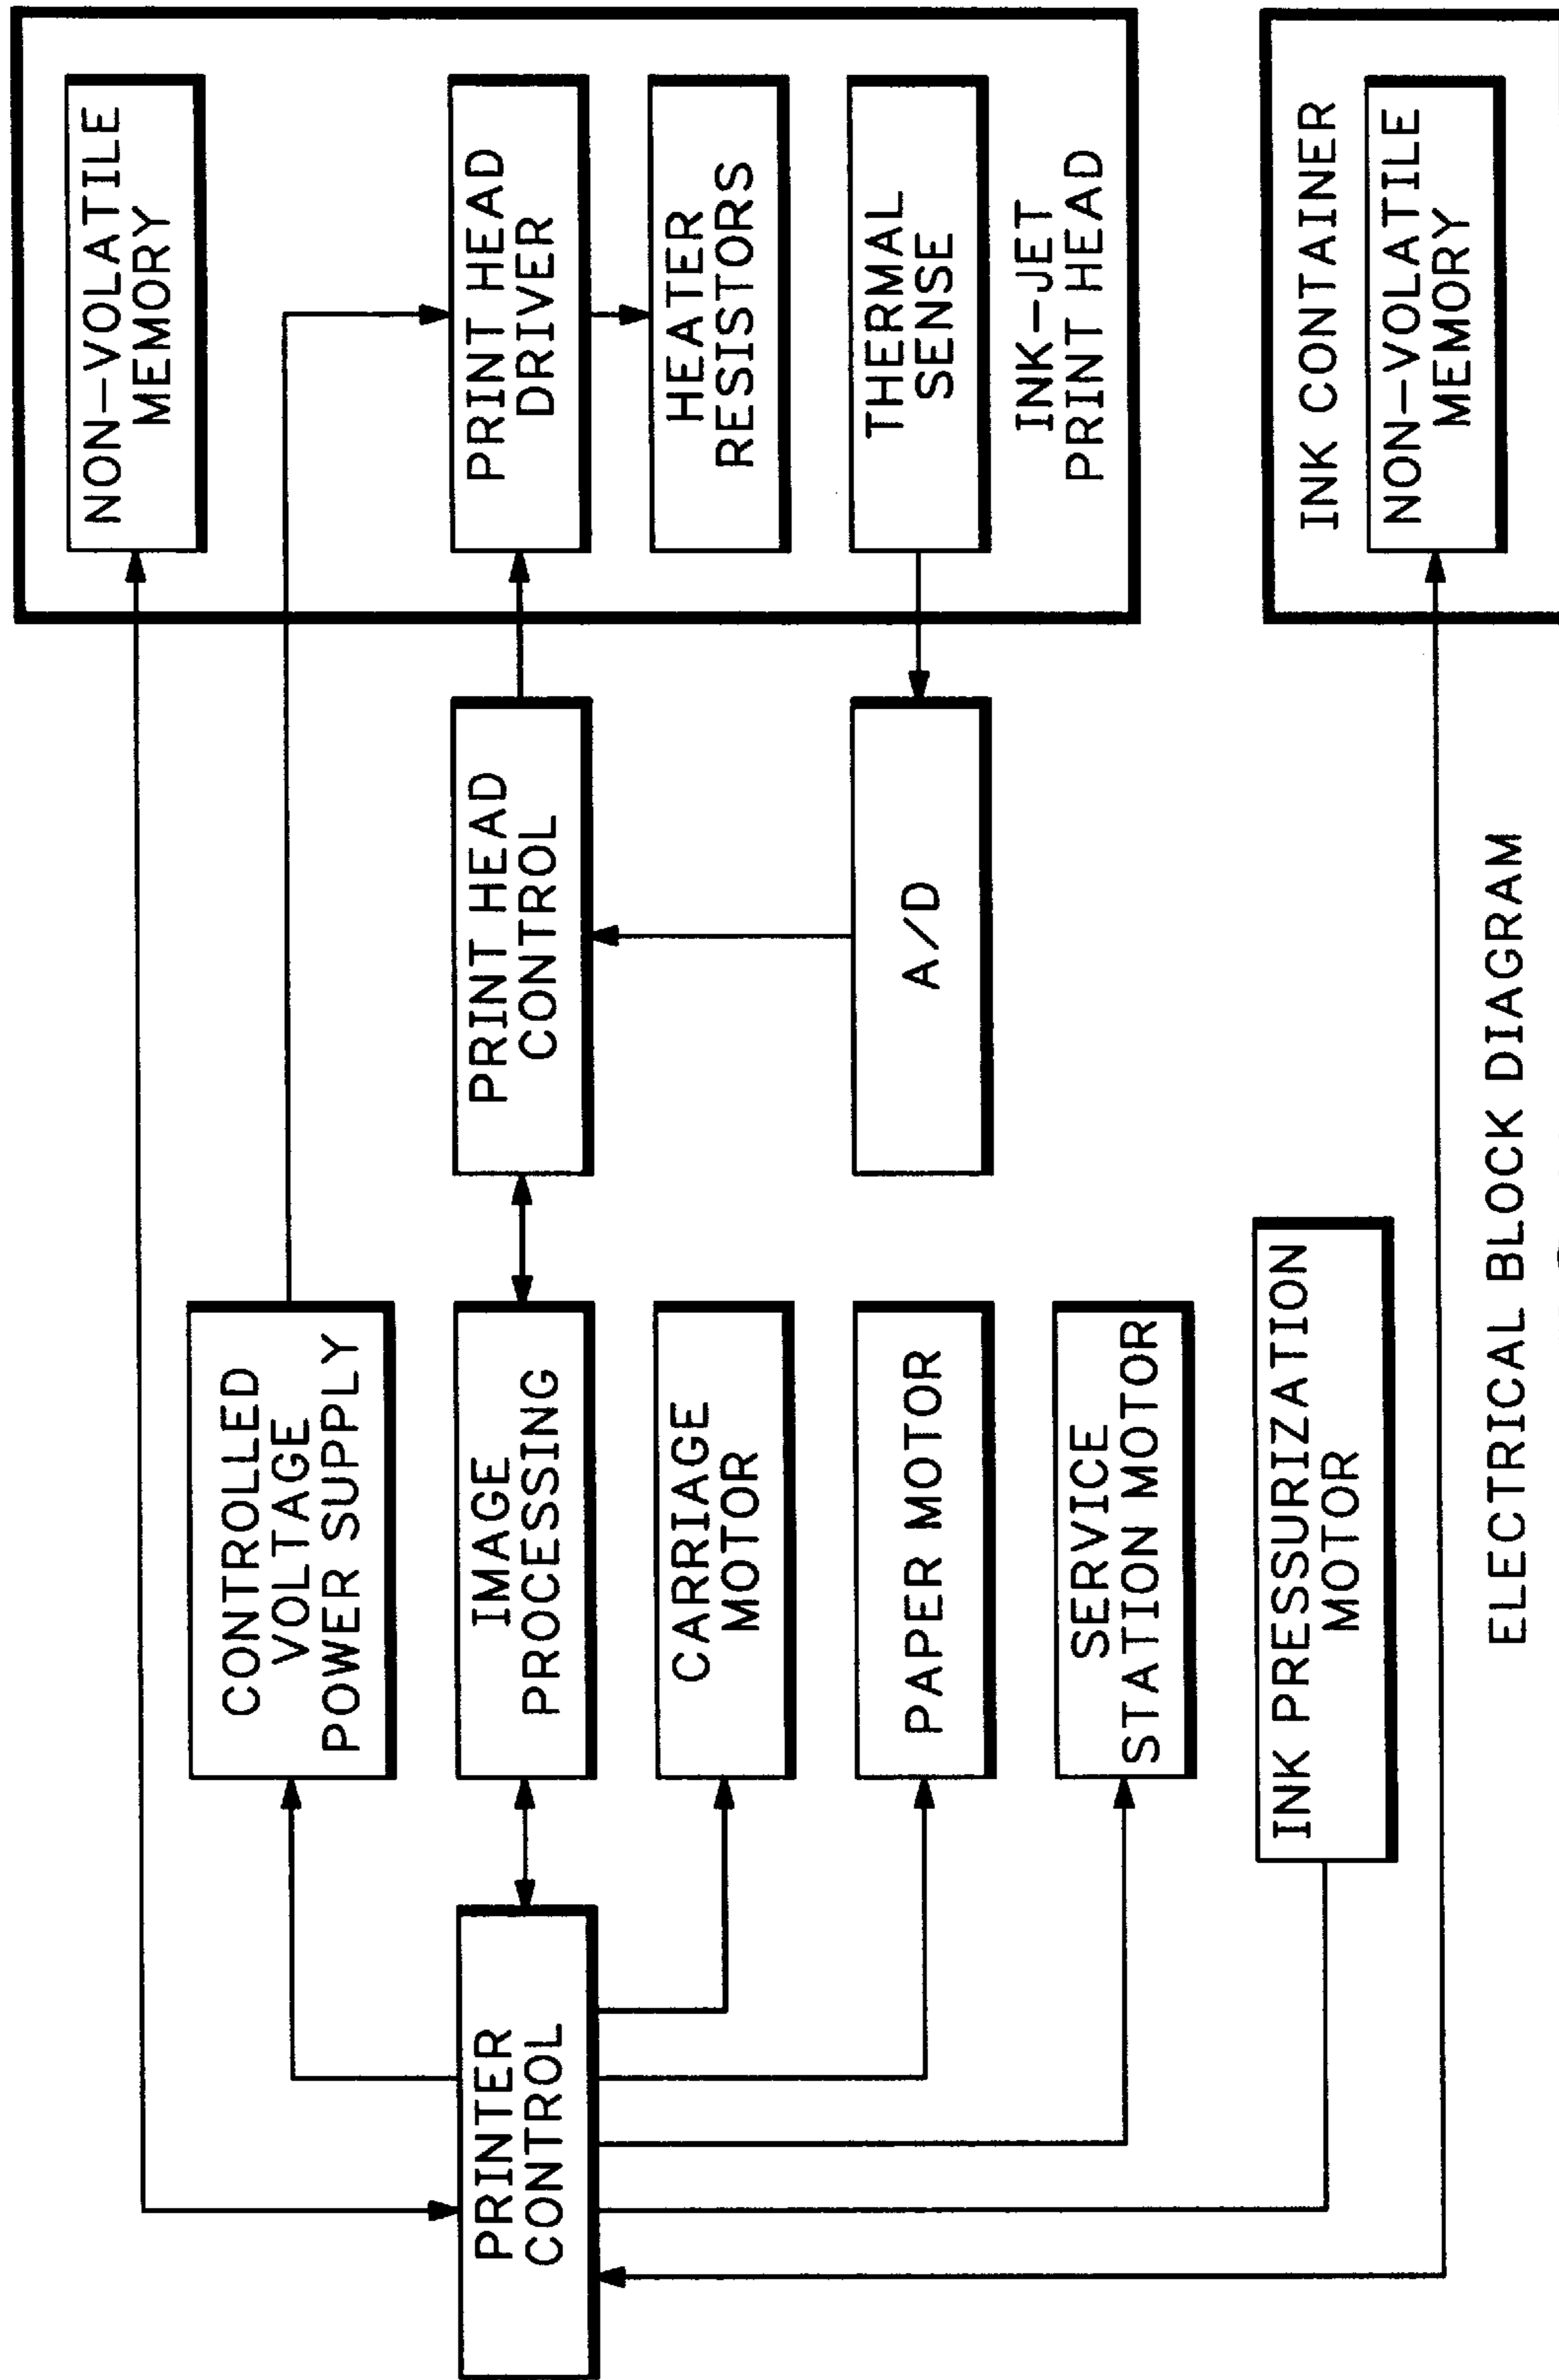 PRINTER
CONTROL
CONTROLLED
VOLTAGE
POWER SUPPLY
IMAGE
PROCESSING
CARRIAGE
MOTOR
PAPER MOTOR
SERVICE
STATION MOTOR
INK PRESSURIZATION
MOTOR
PRINT HEAD
CONTROL
A/D
NON-VOLATILE
MEMORY
PRINT HEAD
DRIVER
HEATER
RESISTORS
THERMAL
SENSE
INK-JET
PRINT HEAD
INK CONTAINER
NON-VOLATILE
MEMORY
ELECTRICAL BLOCK DIAGRAM